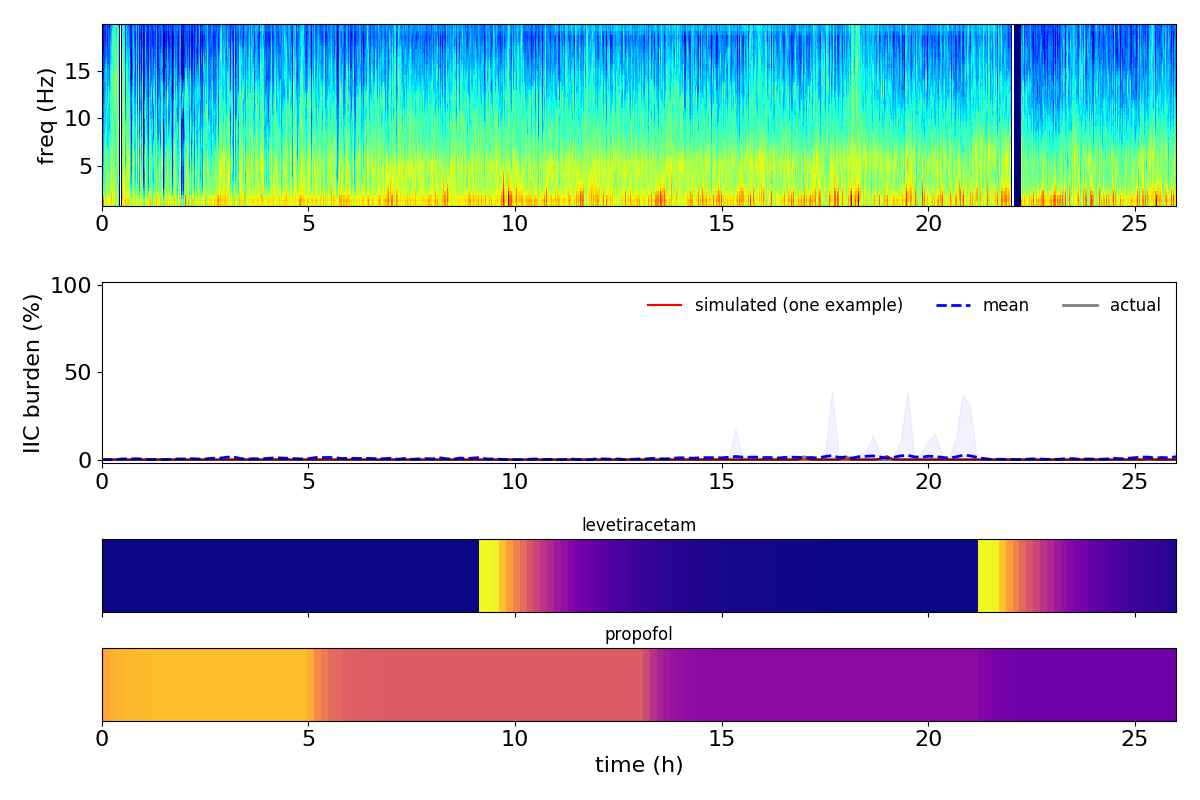 freq (Hz)
15
10
5
0 5 10 15 20 25
IIC burden (%)
100
50
0
simulated (one example) mean actual
0 5 10 15 20 25
levetiracetam
propofol
0 5 10 15 20 25
time (h)